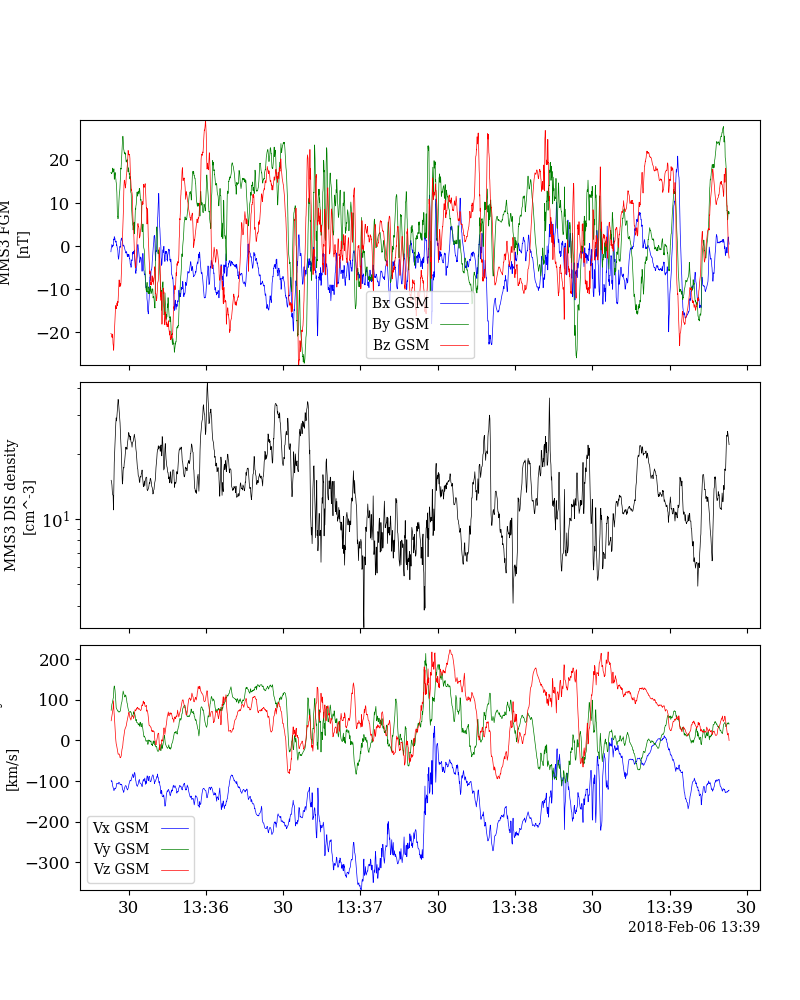 20
10
0
−10
−20
MMS3 FGM
[nT]
Bx GSM
By GSM
Bz GSM
10^1
MMS3 DIS density
[cm^-3]
200
100
0
−100
−200
−300
[km/s]
Vx GSM
Vy GSM
Vz GSM
30 13:36 30 13:37 30 13:38 30 13:39 30
2018-Feb-06 13:39